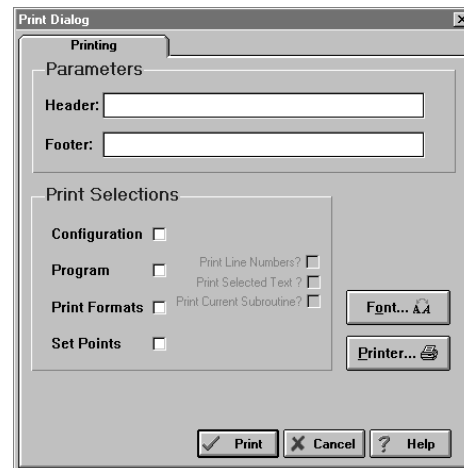 Print Dialog
Printing
Parameters
Header:
Footer:
Print Selections
Configuration
Program
Print Line Numbers?
Print Selected Text ?
Print Formats
Print Current Subroutine?
Set Points
Font...
Printer...
Print
Cancel
? Help